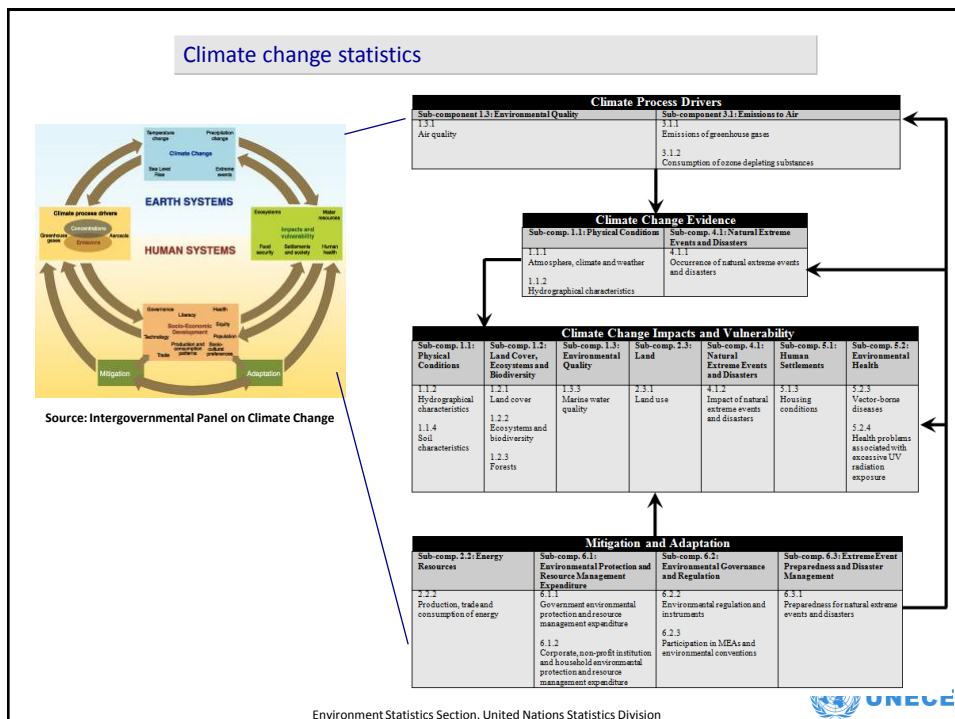 Climate change statistics
Temperature change
Precipitation change
Climate Change
Sea Level Rise
Extreme events
EARTH SYSTEMS
Climate process drivers
Concentrations
Greenhouse gases
Aerosols
Emissions
Ecosystems
Water resources
Impacts and vulnerability
Food security
Settlements and society
Human health
HUMAN SYSTEMS
Governance
Literacy
Health
Equity
Socio-Economic Development
Technology
Population
Production and consumption patterns
Socio-cultural preferences
Trade
Mitigation
Adaptation
Source: Intergovernmental Panel on Climate Change
Climate Process Drivers
Sub-component 1.3: Environmental Quality
1.3.1
Air quality
Sub-component 3.1: Emissions to Air
3.1.1
Emissions of greenhouse gases
3.1.2
Consumption of ozone depleting substances
Climate Change Evidence
Sub-comp. 1.1: Physical Conditions
1.1.1
Atmosphere, climate and weather
1.1.2
Hydrographical characteristics
Sub-comp. 4.1: Natural Extreme
Events and Disasters
4.1.1
Occurrence of natural extreme events
and disasters
Climate Change Impacts and Vulnerability
Sub-comp. 1.1:
Physical
Conditions
1.1.2
Hydrographical
characteristics
1.1.4
Soil
characteristics
Sub-comp. 1.2:
Land Cover,
Ecosystems and
Biodiversity
1.2.1
Land cover
1.2.2
Ecosystems and
biodiversity
1.2.3
Forests
Sub-comp. 1.3:
Environmental
Quality
1.3.3
Marine water
quality
Sub-comp. 2.3:
Land
2.3.1
Land use
Sub-comp. 4.1:
Natural
Extreme Events
and Disasters
4.1.2
Impact of natural
extreme events
and disasters
Sub-comp. 5.1:
Human
Settlements
5.1.3
Housing
conditions
Sub-comp. 5.2:
Environmental
Health
5.2.3
Vector-borne
diseases
5.2.4
Health problems
associated with
excessive UV
radiation
exposure
Mitigation and Adaptation
Sub-comp. 2.2: Energy
Resources
2.2.2
Production, trade and
consumption of energy
Sub-comp. 6.1:
Environmental Protection and
Resource Management
Expenditure
6.1.1
Government environmental
protection and resource
management expenditure
6.1.2
Corporate, non-profit institution
and household environmental
protection and resource
management expenditure
Sub-comp. 6.2:
Environmental Governance
and Regulation
6.2.2
Environmental regulation and
instruments
6.2.3
Participation in MEAs and
environmental conventions
Sub-comp. 6.3: Extreme Event
Preparedness and Disaster
Management
6.3.1
Preparedness for natural extreme
events and disasters
Environment Statistics Section, United Nations Statistics Division
UNECE